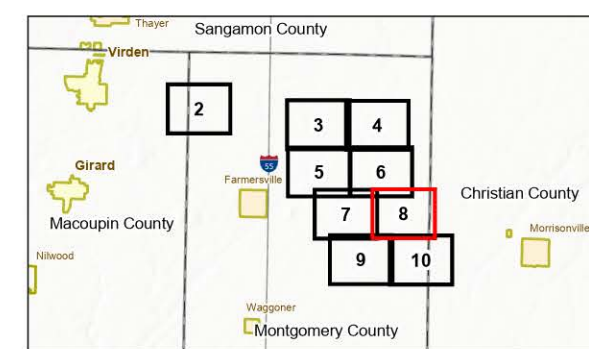 Thayer
Sangamon County
Virden
2
3
4
55
Girard
5
6
Farmersville
Christian County
Macoupin County
7
8
Morrisonville
Nilwood
9
10
Waggoner
Montgomery County